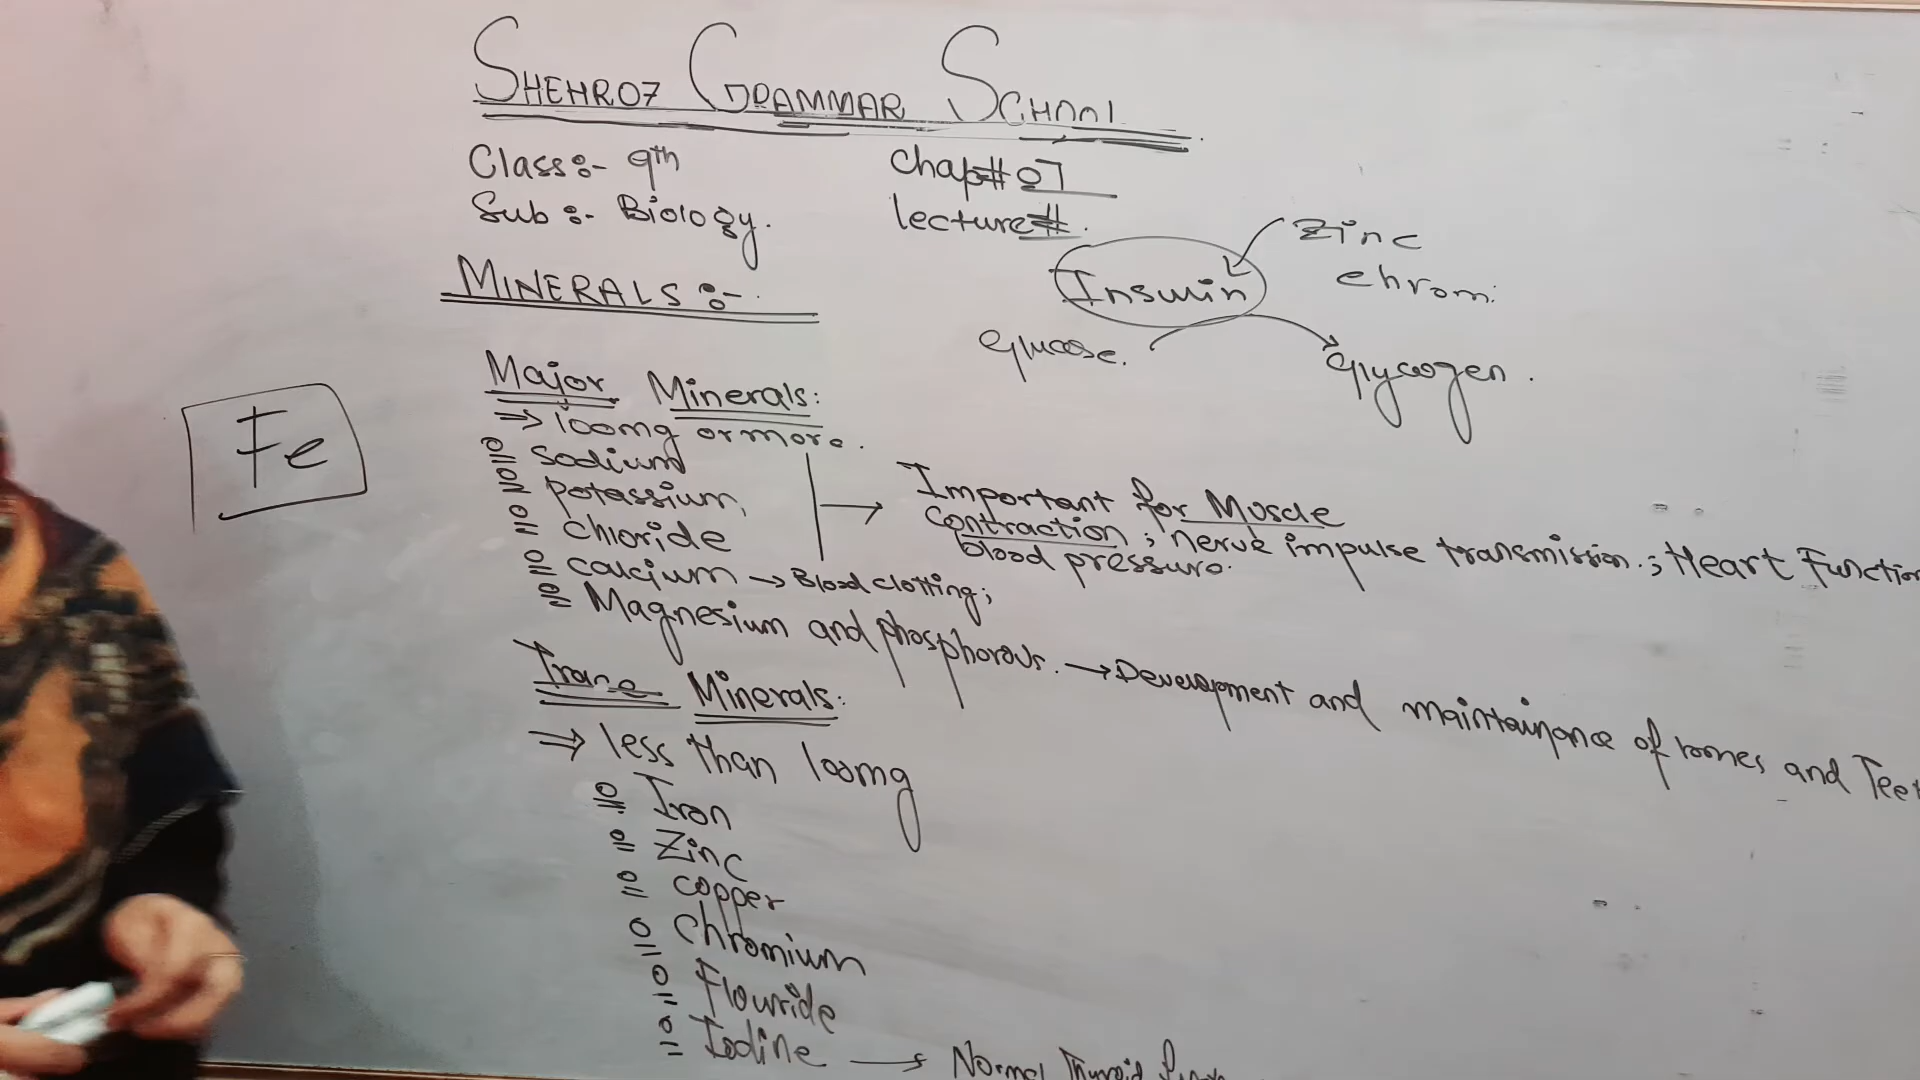 SHEHROZ GRAMMAR SCHOOL
Class:- 9th
Sub:- Biology.
Chap# 07
lecture#.
MINERALS:-
Zinc
chrom:
Insulin
Glucose.
Glycogen.
Fe
Major Minerals:
⇒ 100mg or more.
Sodium
potassium,
chloride
→ Important for Muscle
Contraction; nerve impulse transmission.; Heart Function
blood pressure.
calcium → Blood clotting;
Magnesium and phosphorous. → Development and maintainance of bones and Teet
Trace Minerals:
⇒ less than 100mg
Iron
Zinc
copper
Chromium
Flouride
Iodine → Normal Thyroid